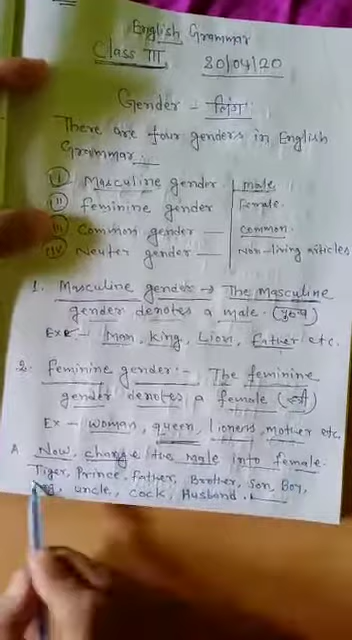 English Grammar
Class III 30/04/20
Gender - लिंग
There are four genders in English
Grammar :-
(I) Masculine gender | male
(II) Feminine gender | Female.
(III) Common gender — | common.
(IV) Neuter gender — | Non-living articles
1. Masculine gender → The masculine
gender denotes a male. (पुरुष)
Ex - Man, King, Lion, Father etc.
2. Feminine gender :- The feminine
gender denotes a female (स्त्री)
Ex - woman, queen, lioness, mother etc.
A Now, change the male into female.
Tiger, Prince, Father, Brother, Son, Boy,
uncle, cock, Husband.